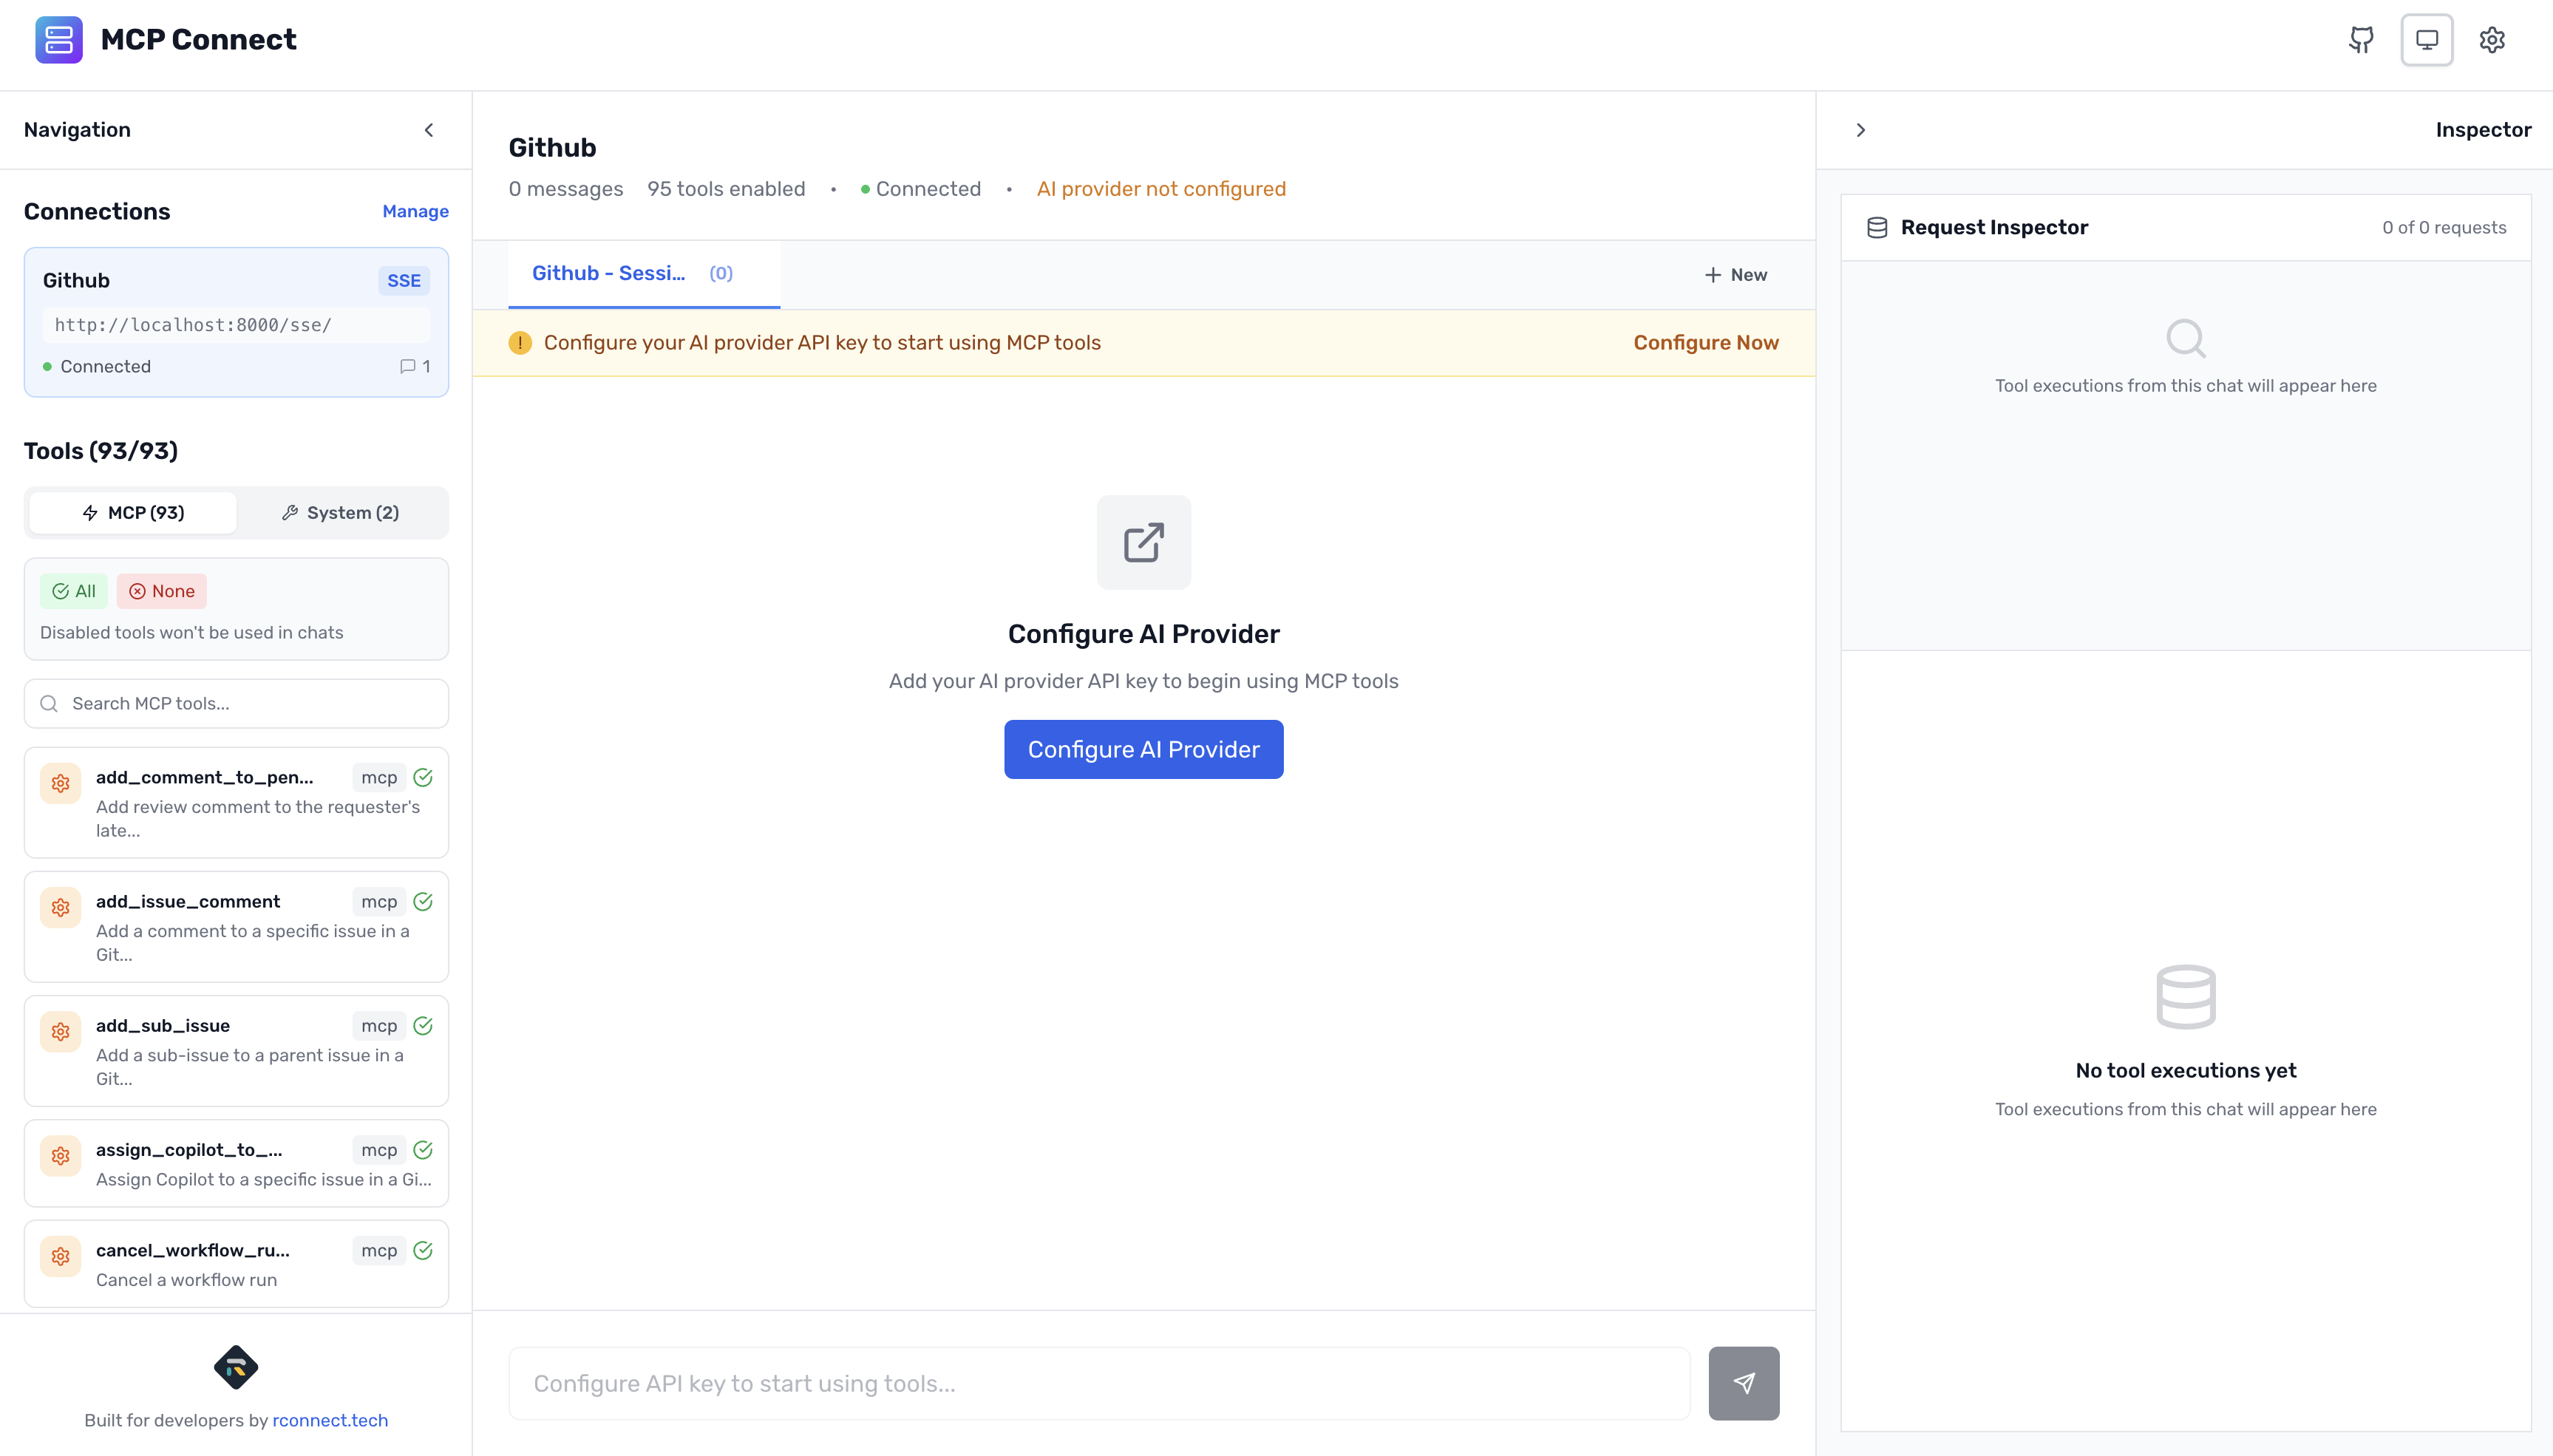 MCP Connect
Navigation
Connections
Manage
Github
SSE
http://localhost:8000/sse/
Connected
1
Tools (93/93)
MCP (93)
System (2)
All
None
Disabled tools won't be used in chats
Search MCP tools...
add_comment_to_pen...
mcp
Add review comment to the requester's
late...
add_issue_comment
mcp
Add a comment to a specific issue in a
Git...
add_sub_issue
mcp
Add a sub-issue to a parent issue in a
Git...
assign_copilot_to_...
mcp
Assign Copilot to a specific issue in a Gi...
cancel_workflow_ru...
mcp
Cancel a workflow run
Built for developers by rconnect.tech
Github
0 messages 95 tools enabled • Connected • AI provider not configured
Github - Sessi... (0)
New
Configure your AI provider API key to start using MCP tools
Configure Now
Configure AI Provider
Add your AI provider API key to begin using MCP tools
Configure AI Provider
Configure API key to start using tools...
Inspector
Request Inspector
0 of 0 requests
Tool executions from this chat will appear here
No tool executions yet
Tool executions from this chat will appear here